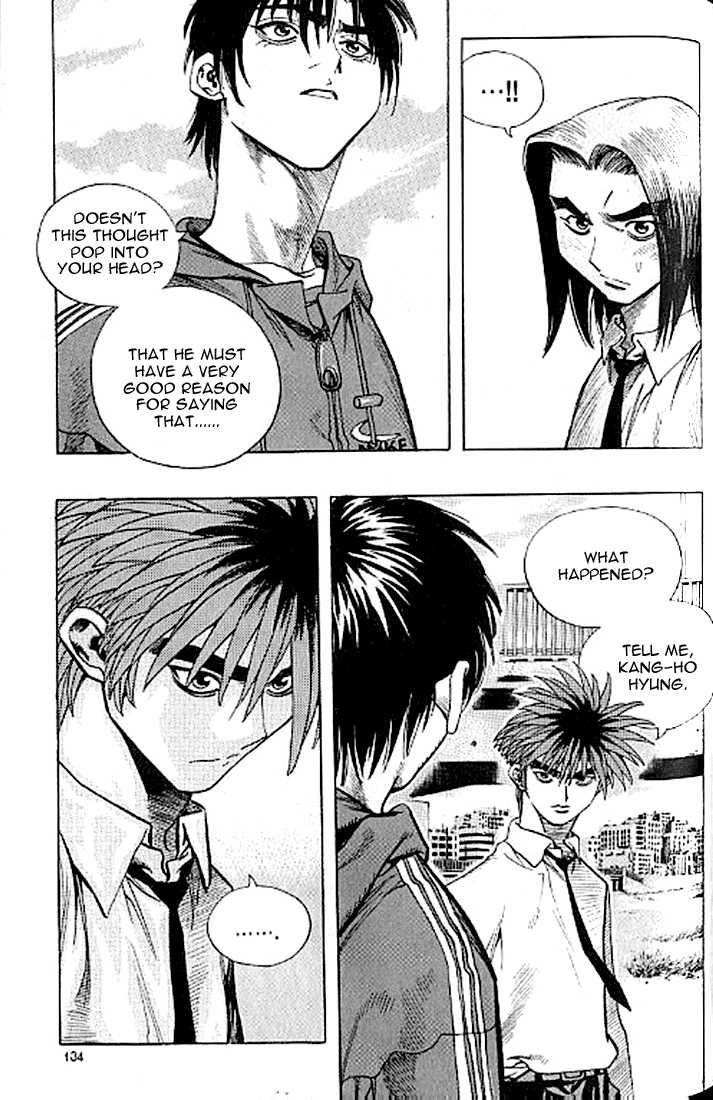 DOESN'T
THIS THOUGHT
POP INTO
YOUR HEAD?
THAT HE MUST
HAVE A VERY
GOOD REASON
FOR SAYING
THAT......
...!!
.......
WHAT
HAPPENED?
TELL ME,
KANG-HO
HYUNG.
134